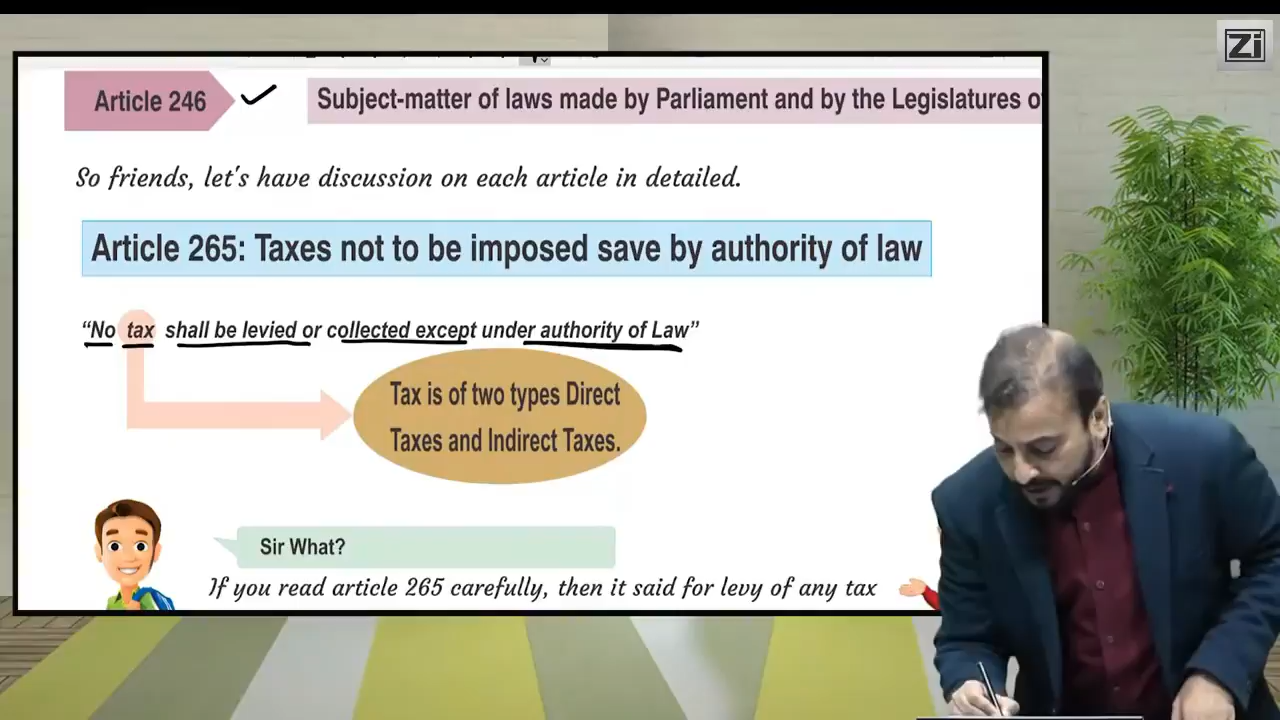 Zi
Article 246
Subject-matter of laws made by Parliament and by the Legislatures o
So friends, let's have discussion on each article in detailed.
Article 265: Taxes not to be imposed save by authority of law
“No tax shall be levied or collected except under authority of Law”
Tax is of two types Direct
Taxes and Indirect Taxes.
Sir What?
If you read article 265 carefully, then it said for levy of any tax